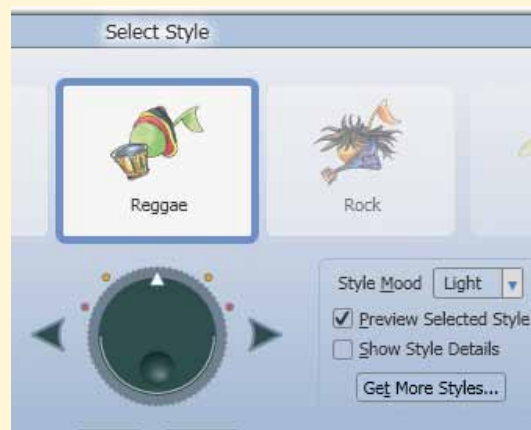 Select Style
Reggae
Rock
Style Mood Light
Preview Selected Style
Show Style Details
Get More Styles...